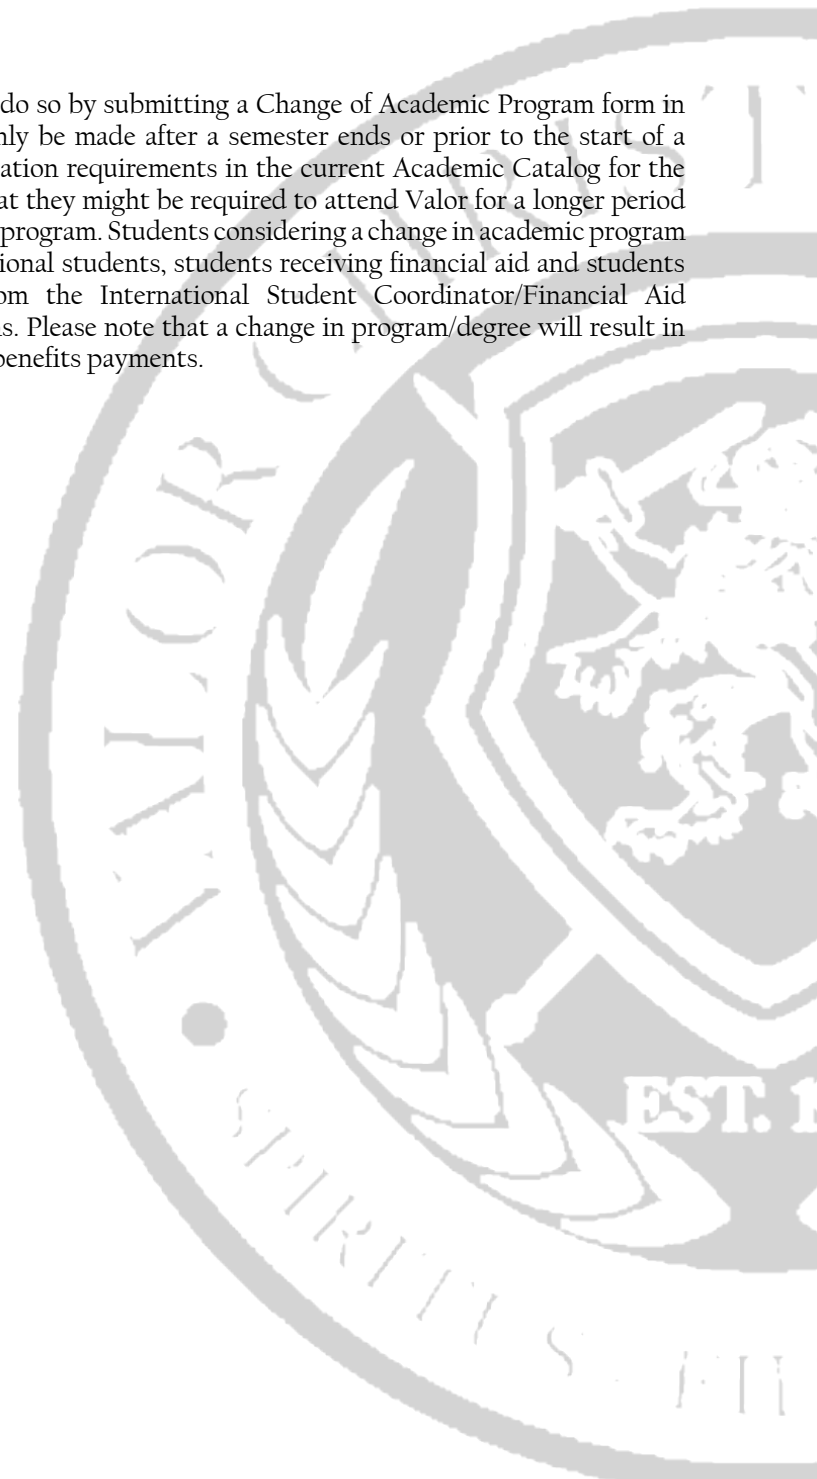 do so by submitting a Change of Academic Program form in
nly be made after a semester ends or prior to the start of a
ation requirements in the current Academic Catalog for the
at they might be required to attend Valor for a longer period
program. Students considering a change in academic program
ional students, students receiving financial aid and students
om the International Student Coordinator/Financial Aid
s. Please note that a change in program/degree will result in
benefits payments.
VALOR CHRIST
EST. 1
SPIRITUS